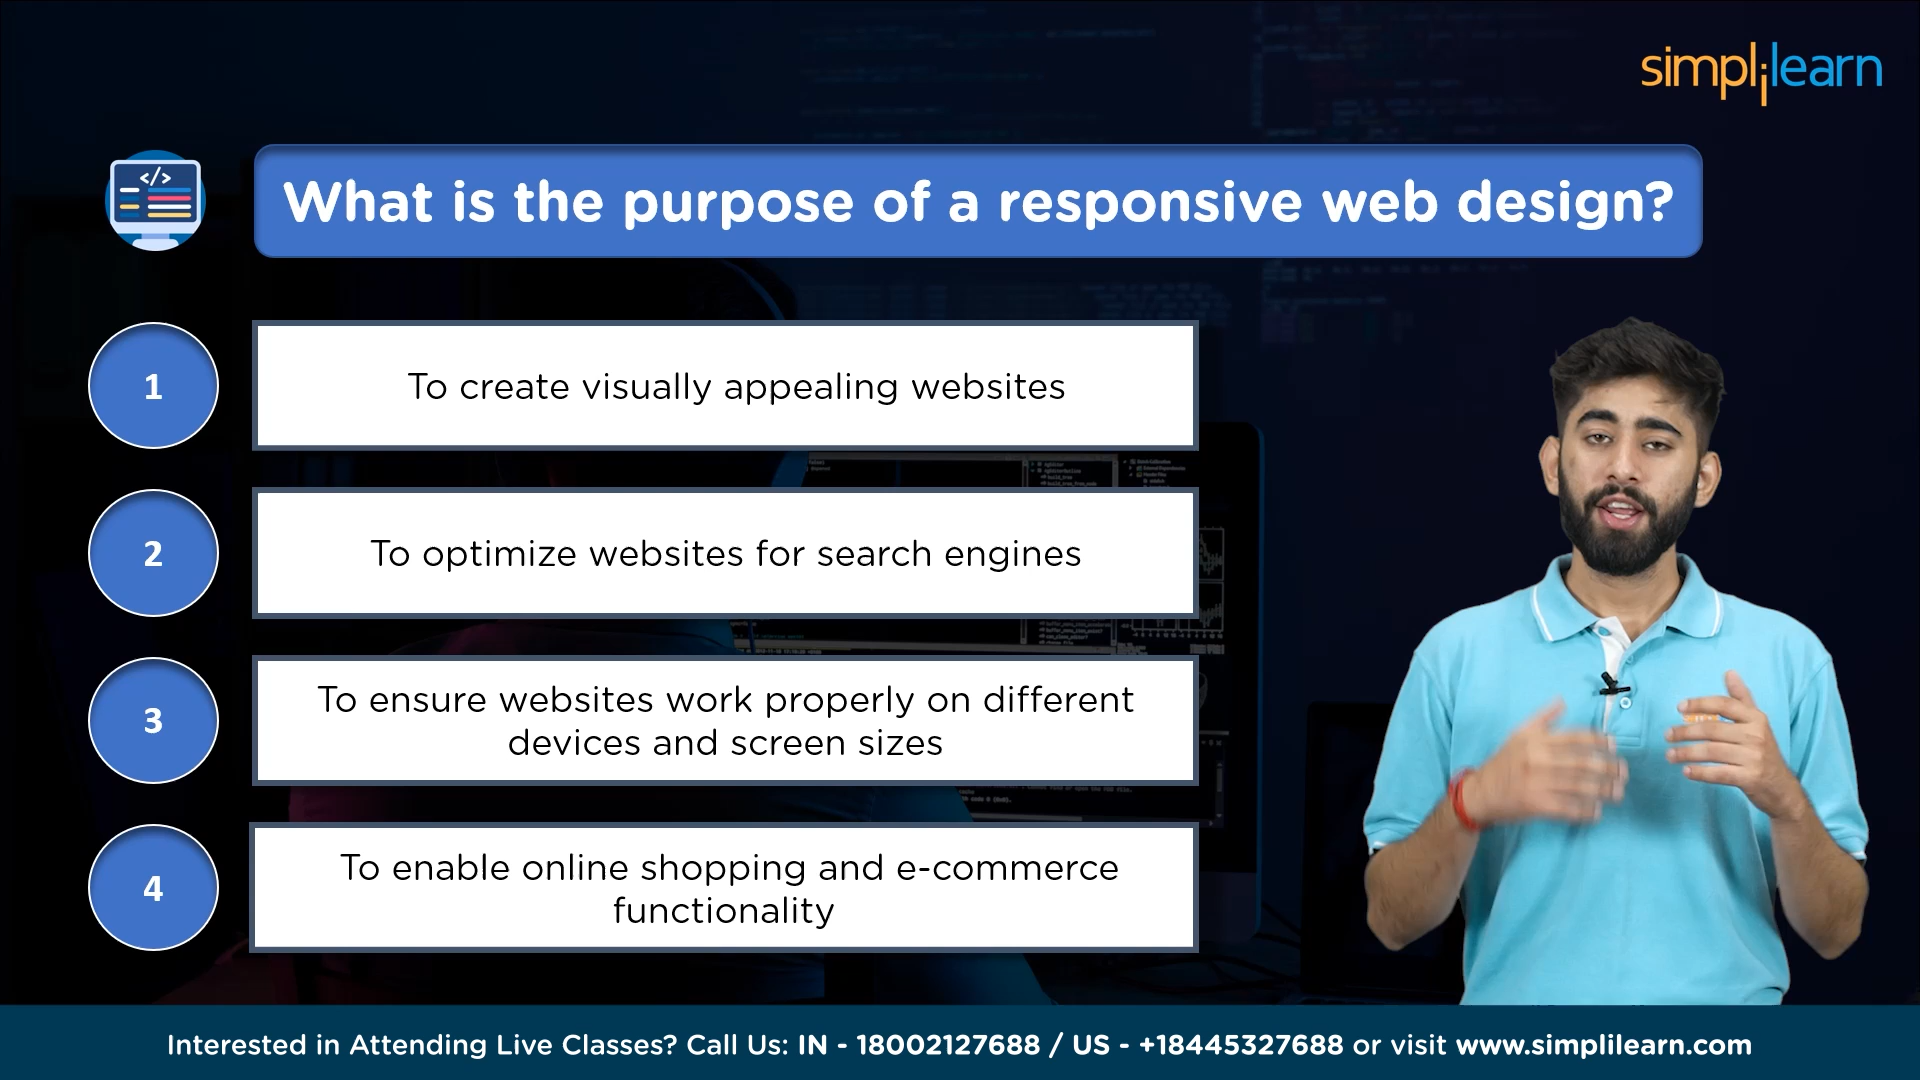 simplilearn
</>
What is the purpose of a responsive web design?
1
To create visually appealing websites
2
To optimize websites for search engines
3
To ensure websites work properly on different
devices and screen sizes
4
To enable online shopping and e-commerce
functionality
Interested in Attending Live Classes? Call Us: IN - 18002127688 / US - +18445327688 or visit www.simplilearn.com